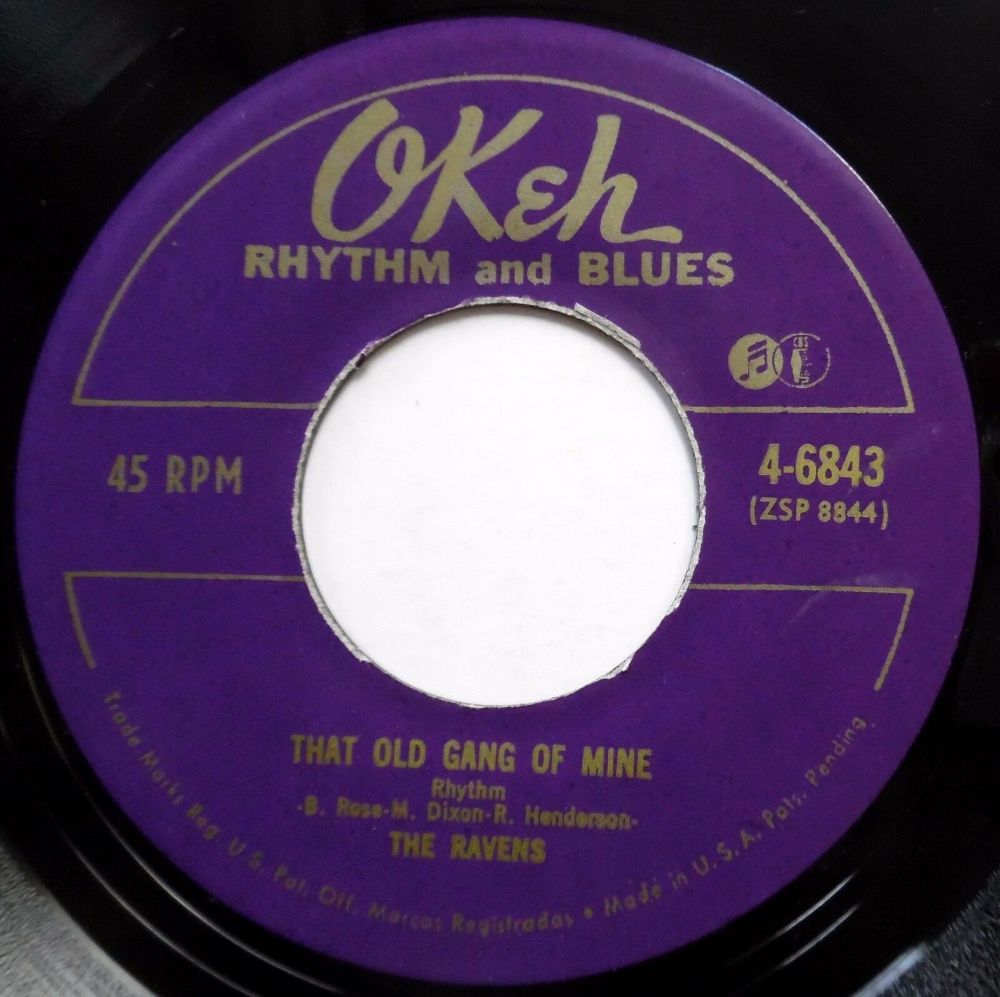 OKeh
RHYTHM and BLUES
CBS
45 RPM
4-6843
(ZSP 8844)
THAT OLD GANG OF MINE
Rhythm
-B. Rose-M. Dixon-R. Henderson-
THE RAVENS
Trade Marks Reg. U.S. Pat. Off. Marcas Registradas • Made in U. S. A. Pats. Pending